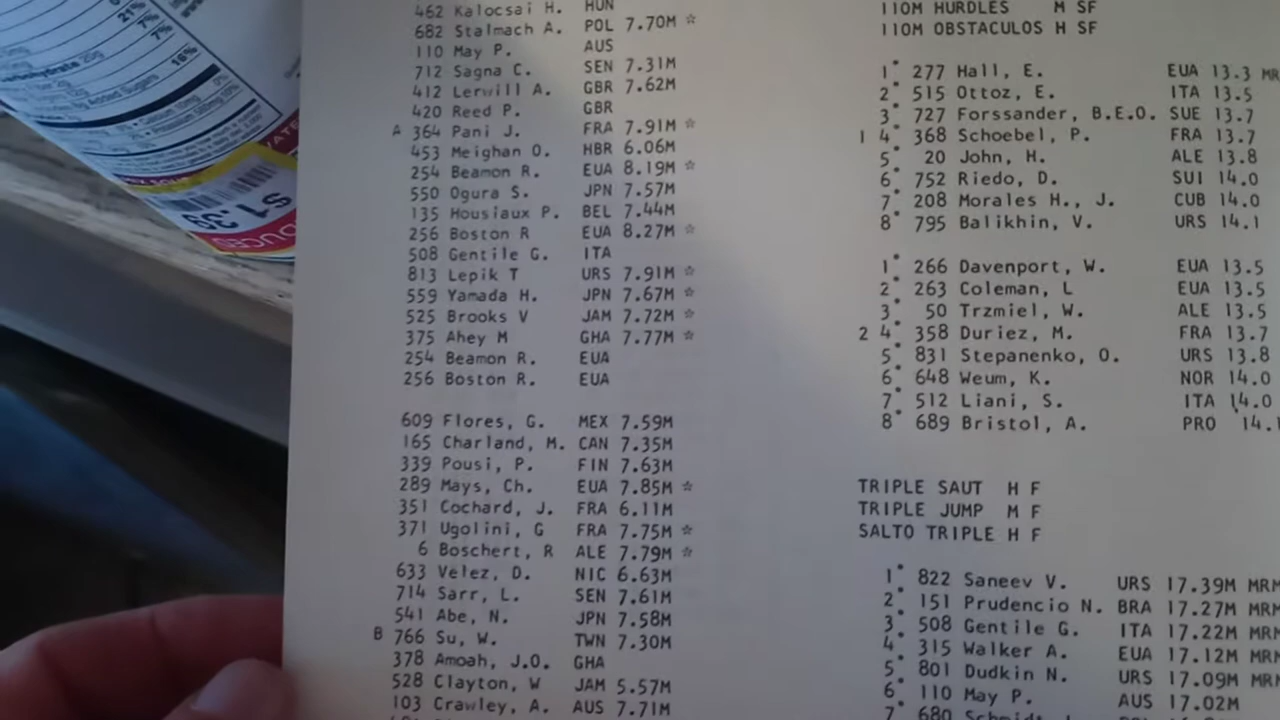 21%
7%
16%
$1.39
462 Kalocsai H. HUN
682 Stalmach A. POL 7.70M ☆
110 May P. AUS
712 Sagna C. SEN 7.31M
412 Lerwill A. GBR 7.62M
420 Reed P. GBR
A 364 Pani J. FRA 7.91M ☆
453 Meighan O. HBR 6.06M
254 Beamon R. EUA 8.19M ☆
550 Ogura S. JPN 7.57M
135 Housiaux P. BEL 7.44M
256 Boston R EUA 8.27M ☆
508 Gentile G. ITA
813 Lepik T URS 7.91M ☆
559 Yamada H. JPN 7.67M ☆
525 Brooks V JAM 7.72M ☆
375 Ahey M GHA 7.77M ☆
254 Beamon R. EUA
256 Boston R. EUA
609 Flores, G. MEX 7.59M
165 Charland, M. CAN 7.35M
339 Pousi, P. FIN 7.63M
289 Mays, Ch. EUA 7.85M ☆
351 Cochard, J. FRA 6.11M
371 Ugolini, G FRA 7.75M ☆
6 Boschert, R ALE 7.79M ☆
633 Velez, D. NIC 6.63M
714 Sarr, L. SEN 7.61M
541 Abe, N. JPN 7.58M
B 766 Su, W. TWN 7.30M
378 Amoah, J.O. GHA
528 Clayton, W JAM 5.57M
103 Crawley, A. AUS 7.71M
110M HURDLES M SF
110M OBSTACULOS H SF
1° 277 Hall, E. EUA 13.3 MR
2° 515 Ottoz, E. ITA 13.5
3° 727 Forssander, B.E.O. SUE 13.7
1 4° 368 Schoebel, P. FRA 13.7
5° 20 John, H. ALE 13.8
6° 752 Riedo, D. SUI 14.0
7° 208 Morales H., J. CUB 14.0
8° 795 Balikhin, V. URS 14.1
1° 266 Davenport, W. EUA 13.5
2° 263 Coleman, L EUA 13.5
3° 50 Trzmiel, W. ALE 13.5
2 4° 358 Duriez, M. FRA 13.7
5° 831 Stepanenko, O. URS 13.8
6° 648 Weum, K. NOR 14.0
7° 512 Liani, S. ITA 14.0
8° 689 Bristol, A. PRO 14.
TRIPLE SAUT H F
TRIPLE JUMP M F
SALTO TRIPLE H F
1° 822 Saneev V. URS 17.39M MRM
2° 151 Prudencio N. BRA 17.27M MRM
3° 508 Gentile G. ITA 17.22M MRM
4° 315 Walker A. EUA 17.12M MRM
5° 801 Dudkin N. URS 17.09M MRM
6° 110 May P. AUS 17.02M
7° 680 Schmidt J.